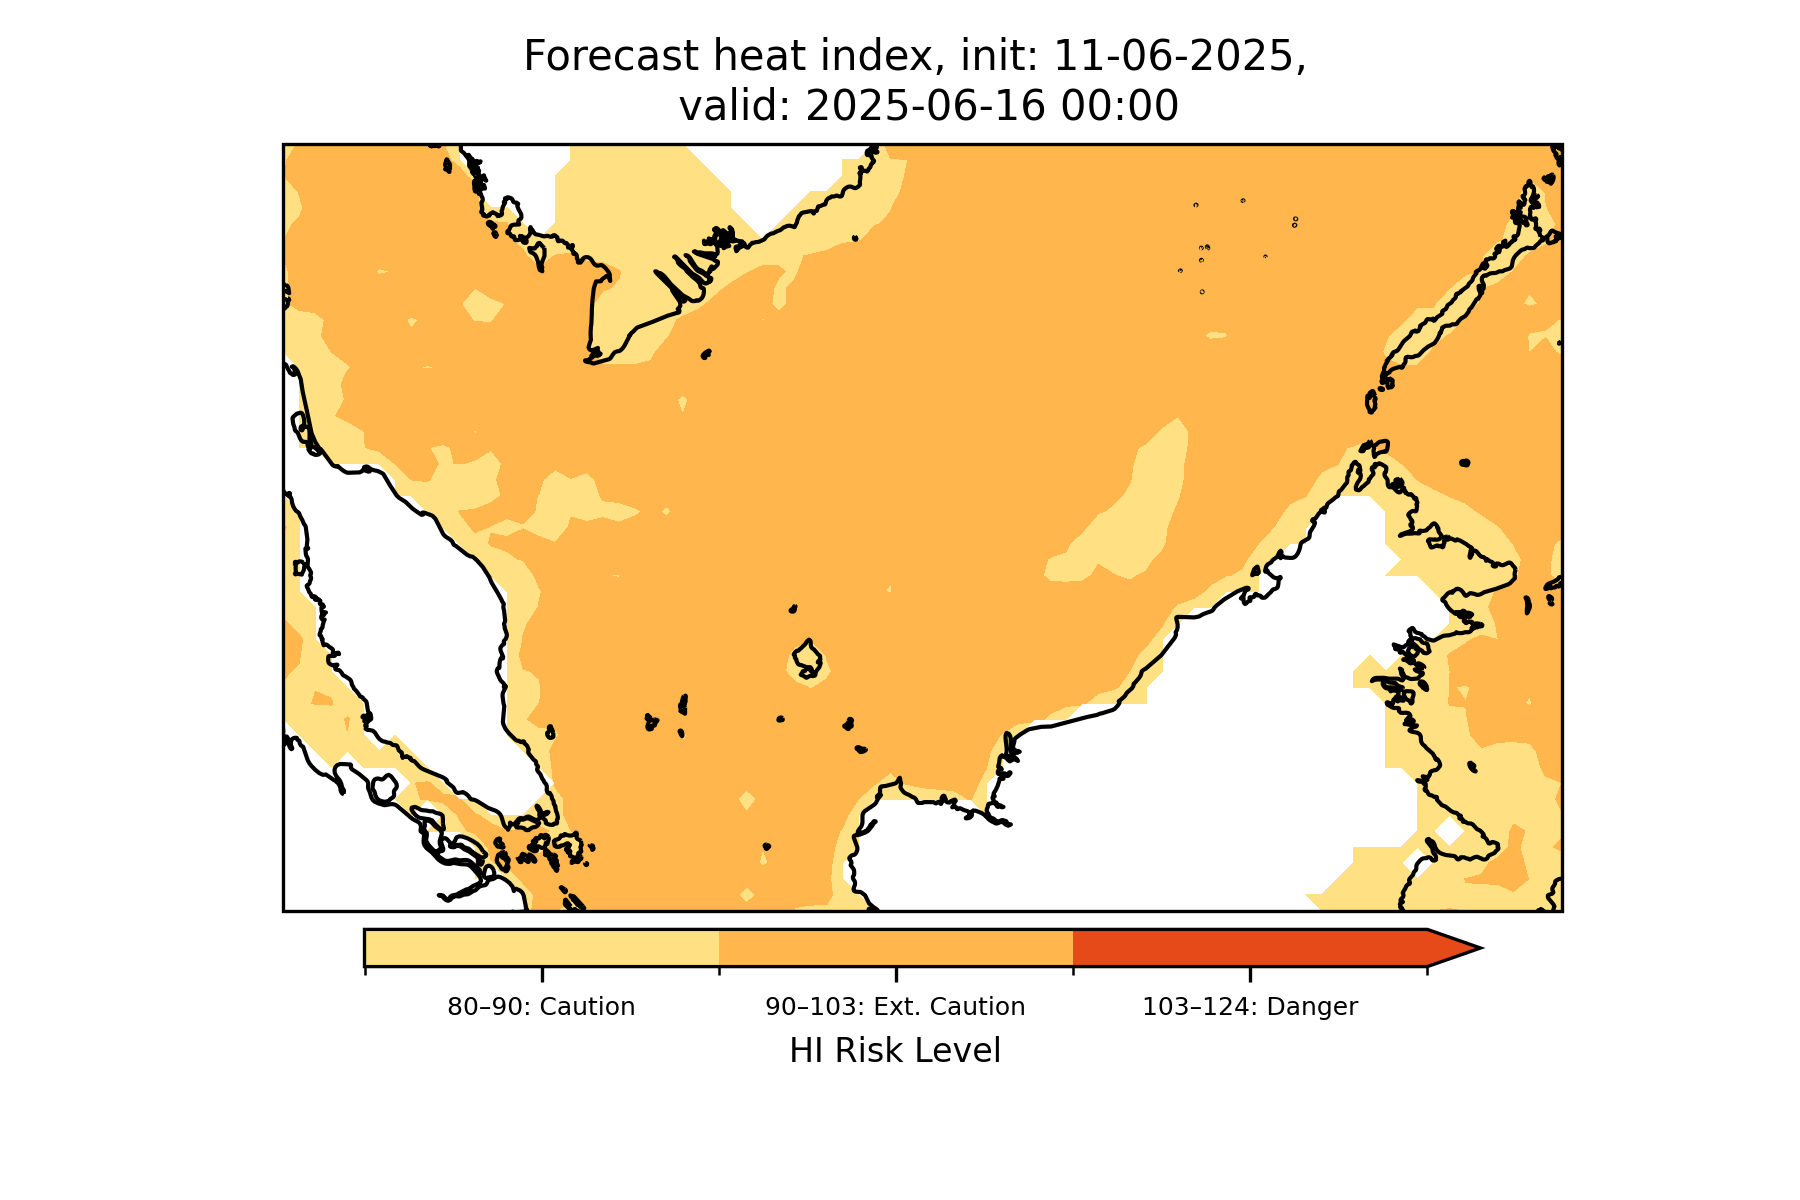 Forecast heat index, init: 11-06-2025,
valid: 2025-06-16 00:00
80–90: Caution
90–103: Ext. Caution
103–124: Danger
HI Risk Level